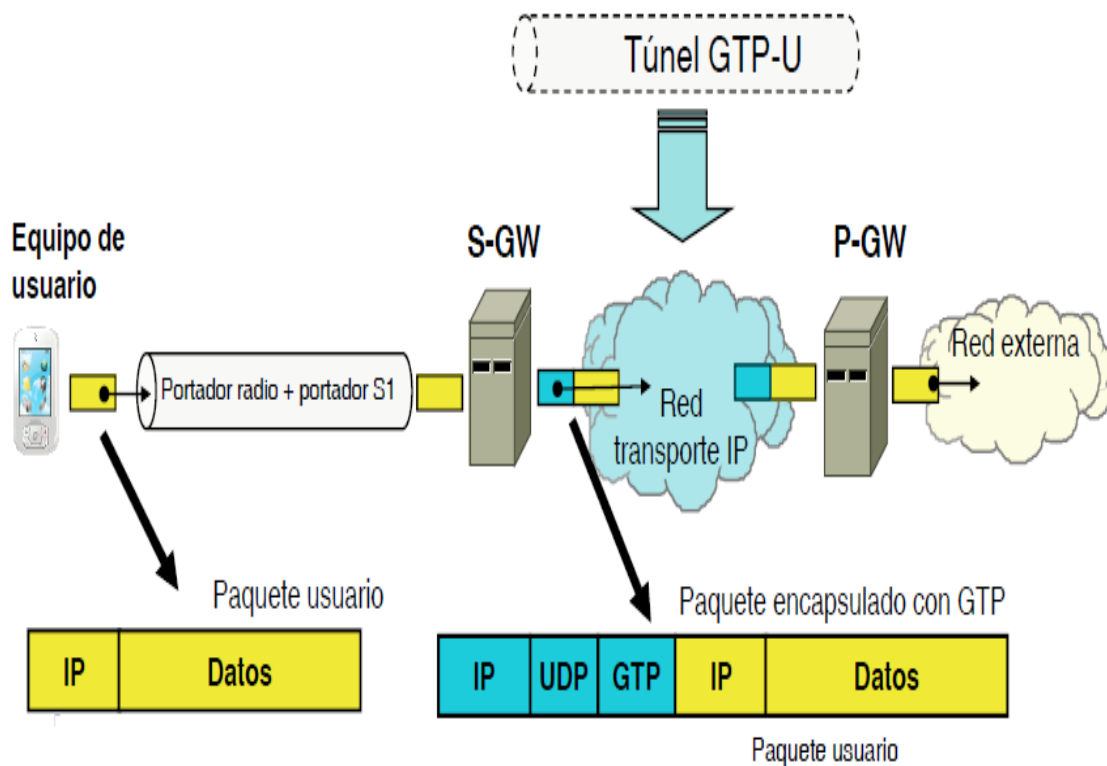 Túnel GTP-U
Equipo de
usuario
S-GW
P-GW
Portador radio + portador S1
Red
transporte IP
Red externa
Paquete usuario
IP Datos
Paquete encapsulado con GTP
IP UDP GTP IP Datos
Paquete usuario